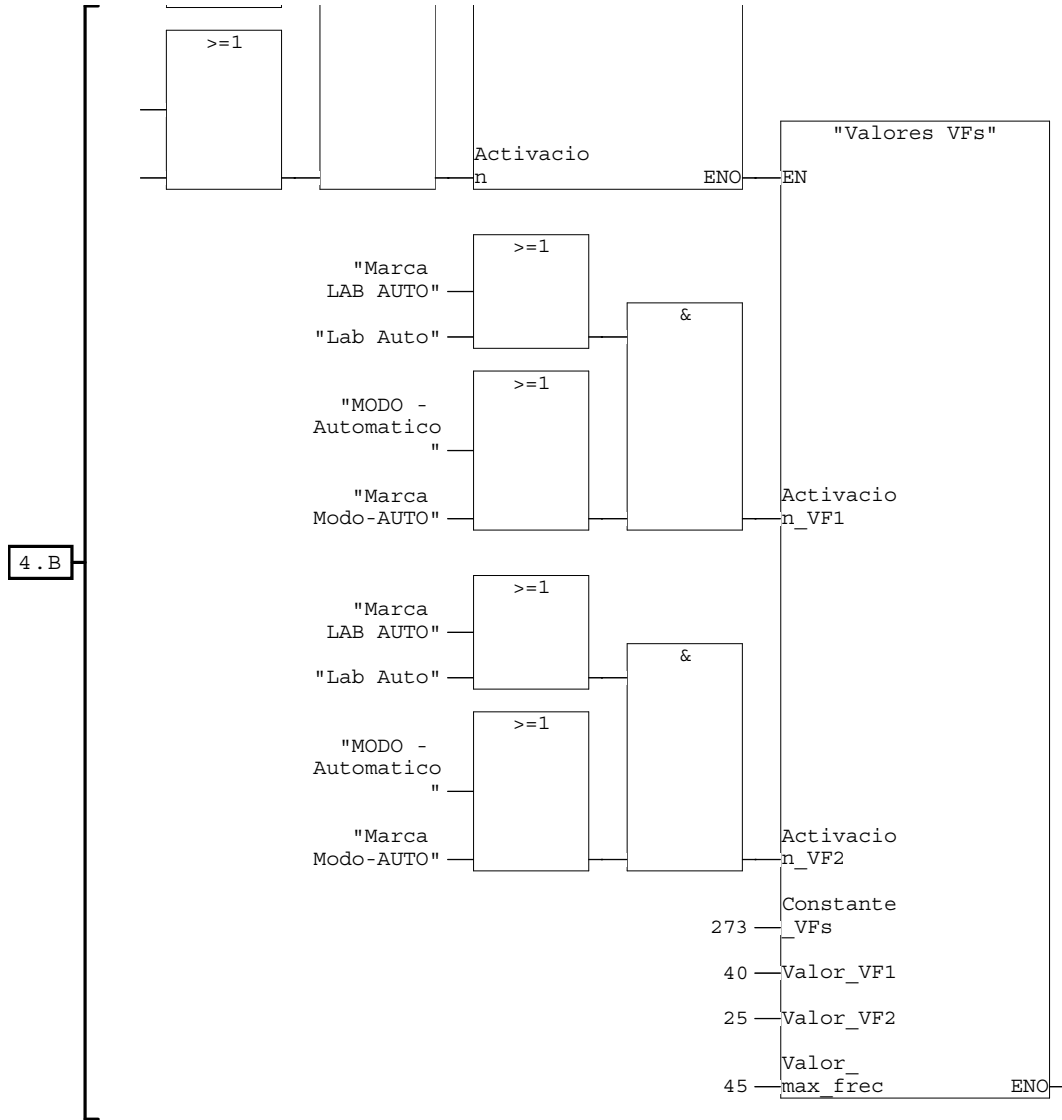 >=1
Activacio
n
ENO
"Valores VFs"
EN
>=1
"Marca
LAB AUTO"
"Lab Auto"
&
>=1
"MODO -
Automatico
"
"Marca
Modo-AUTO"
Activacio
n_VF1
4.B
>=1
"Marca
LAB AUTO"
"Lab Auto"
&
>=1
"MODO -
Automatico
"
"Marca
Modo-AUTO"
Activacio
n_VF2
Constante
273 _VFs
40 Valor_VF1
25 Valor_VF2
Valor_
45 max_frec ENO